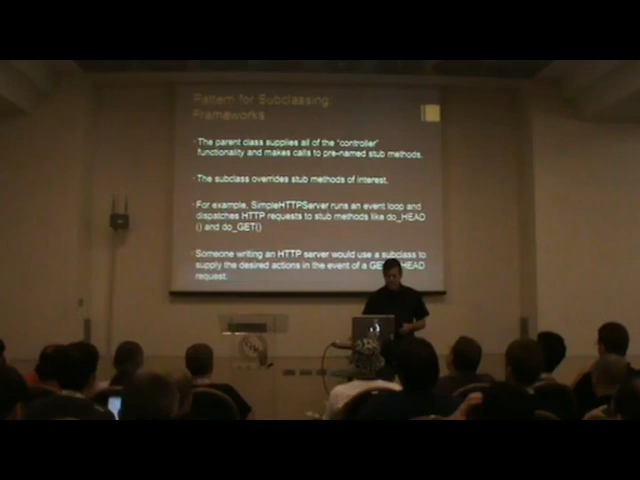 Pattern for Subclassing:
Frameworks
The parent class supplies all of the "controller"
functionality and makes calls to pre-named stub methods.
The subclass overrides stub methods of interest.
For example, SimpleHTTPServer runs an event loop and
dispatches HTTP requests to stub methods like do_HEAD
() and do_GET()
Someone writing an HTTP server would use a subclass to
supply the desired actions in the event of a GET HEAD
request.